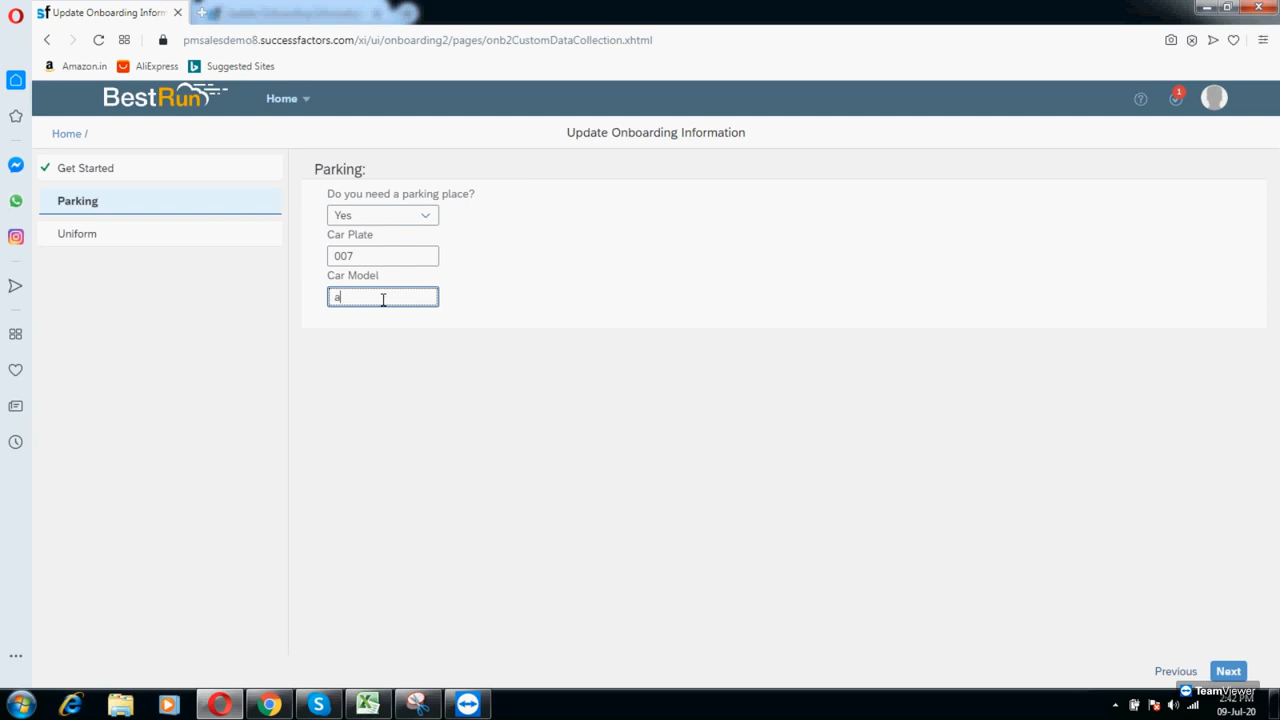 Update Onboarding Inform
pmsalesdemo8.successfactors.com/xi/ui/onboarding2/pages/onb2CustomDataCollection.xhtml
Amazon.in AliExpress Suggested Sites
BestRun Home 1
Home / Update Onboarding Information
Get Started
Parking
Uniform
Parking:
Do you need a parking place?
Yes
Car Plate
007
Car Model
a
Previous Next
TeamViewer
2:42 PM
09-Jul-20